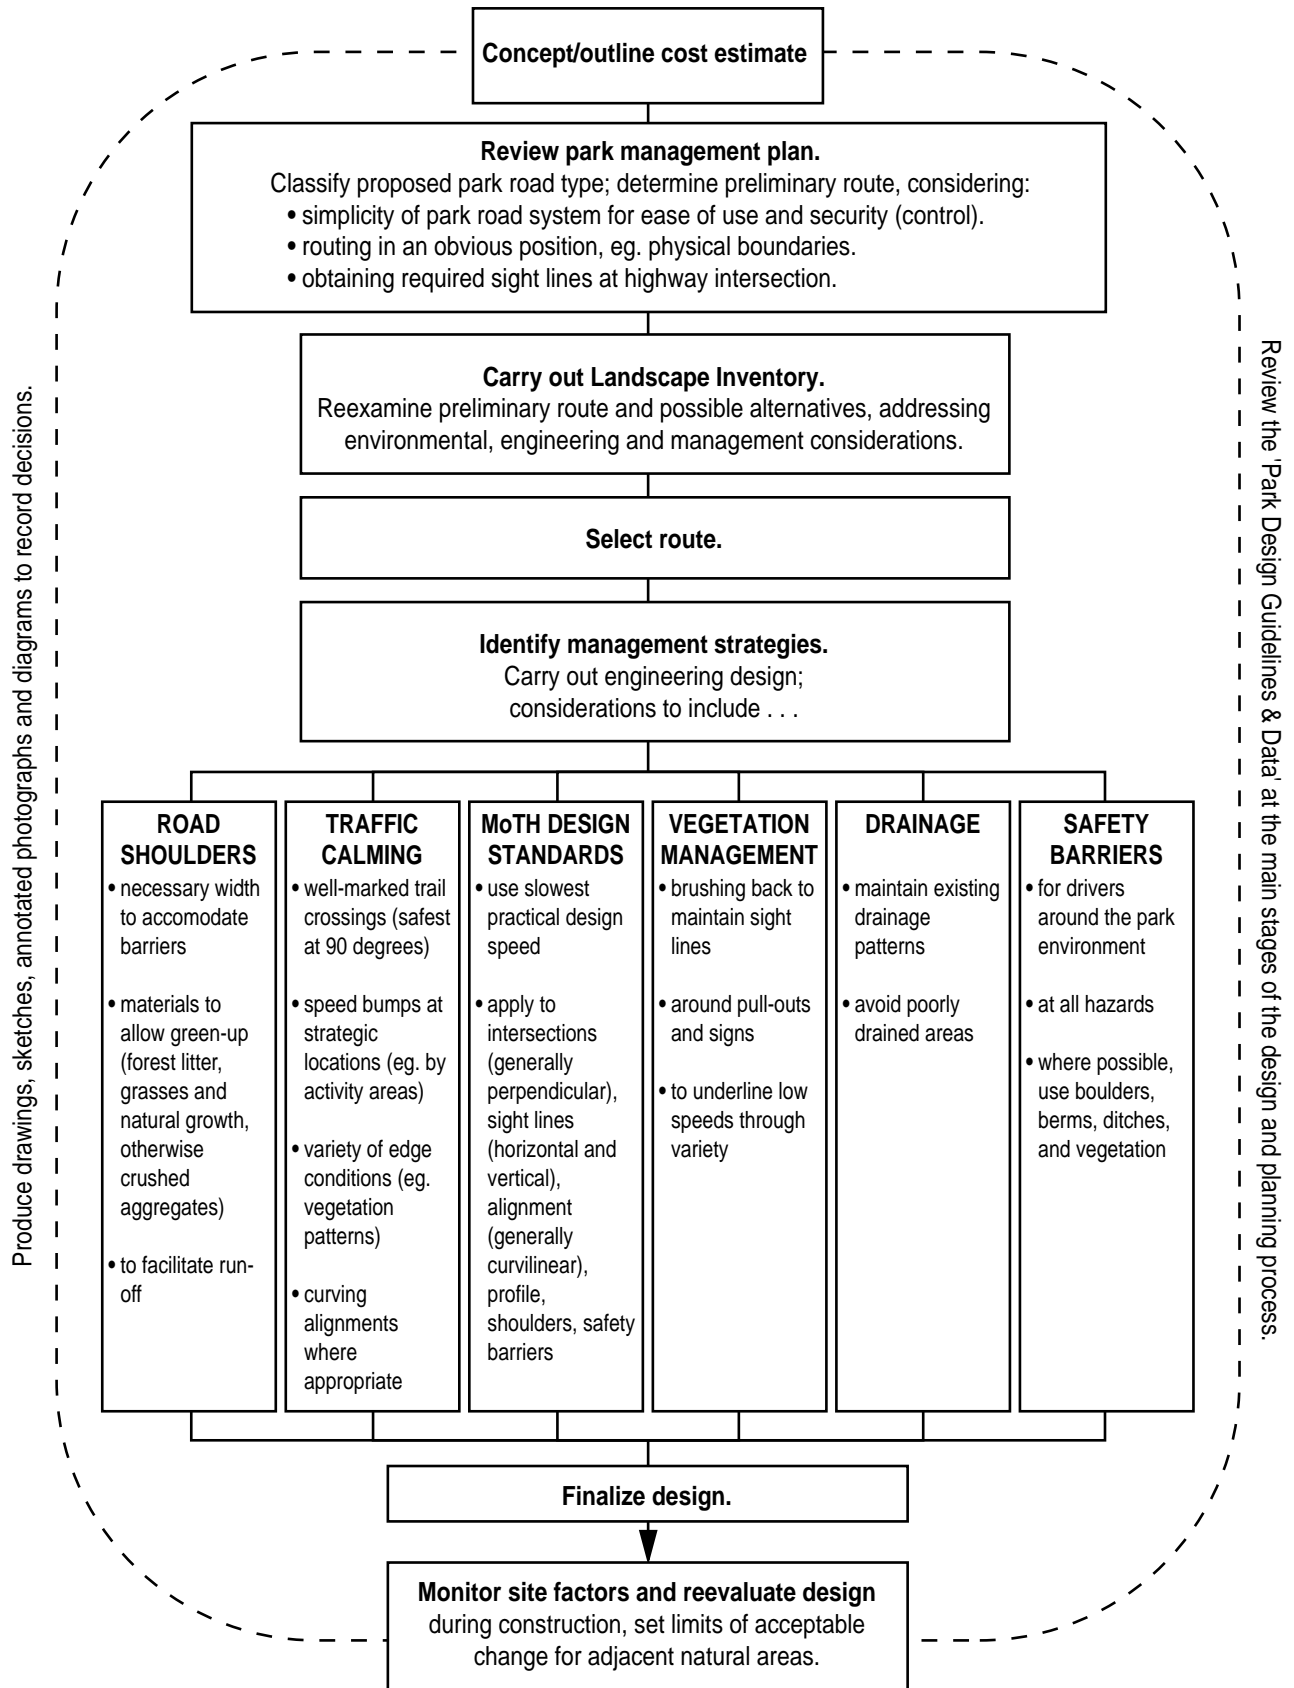 Concept/outline cost estimate
Review park management plan.
Classify proposed park road type; determine preliminary route, considering:
• simplicity of park road system for ease of use and security (control).
• routing in an obvious position, eg. physical boundaries.
• obtaining required sight lines at highway intersection.
Carry out Landscape Inventory.
Reexamine preliminary route and possible alternatives, addressing
environmental, engineering and management considerations.
Select route.
Identify management strategies.
Carry out engineering design;
considerations to include . . .
ROAD
SHOULDERS
• necessary width
to accomodate
barriers
• materials to
allow green-up
(forest litter,
grasses and
natural growth,
otherwise
crushed
aggregates)
• to facilitate run-
off
TRAFFIC
CALMING
• well-marked trail
crossings (safest
at 90 degrees)
• speed bumps at
strategic
locations (eg. by
activity areas)
• variety of edge
conditions (eg.
vegetation
patterns)
• curving
alignments
where
appropriate
MoTH DESIGN
STANDARDS
• use slowest
practical design
speed
• apply to
intersections
(generally
perpendicular),
sight lines
(horizontal and
vertical),
alignment
(generally
curvilinear),
profile,
shoulders, safety
barriers
VEGETATION
MANAGEMENT
• brushing back to
maintain sight
lines
• around pull-outs
and signs
• to underline low
speeds through
variety
DRAINAGE
• maintain existing
drainage
patterns
• avoid poorly
drained areas
SAFETY
BARRIERS
• for drivers
around the park
environment
• at all hazards
• where possible,
use boulders,
berms, ditches,
and vegetation
Finalize design.
Monitor site factors and reevaluate design
during construction, set limits of acceptable
change for adjacent natural areas.
Produce drawings, sketches, annotated photographs and diagrams to record decisions.
Review the 'Park Design Guidelines & Data' at the main stages of the design and planning process.